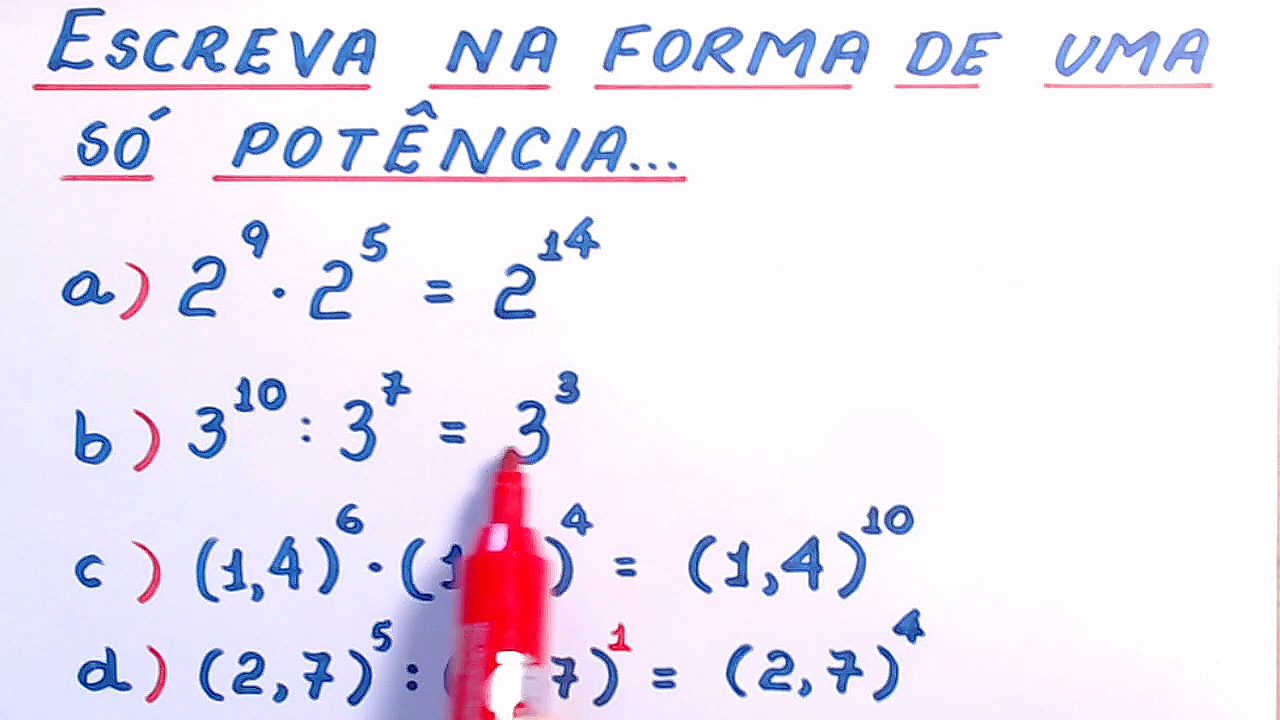 ESCREVA NA FORMA DE UMA
SÓ POTÊNCIA...
a) 2⁹ · 2⁵ = 2¹⁴
b) 3¹⁰ : 3⁷ = 3³
c) (1,4)⁶ · (1 )⁴ = (1,4)¹⁰
d) (2,7)⁵ : ( 7)¹ = (2,7)⁴